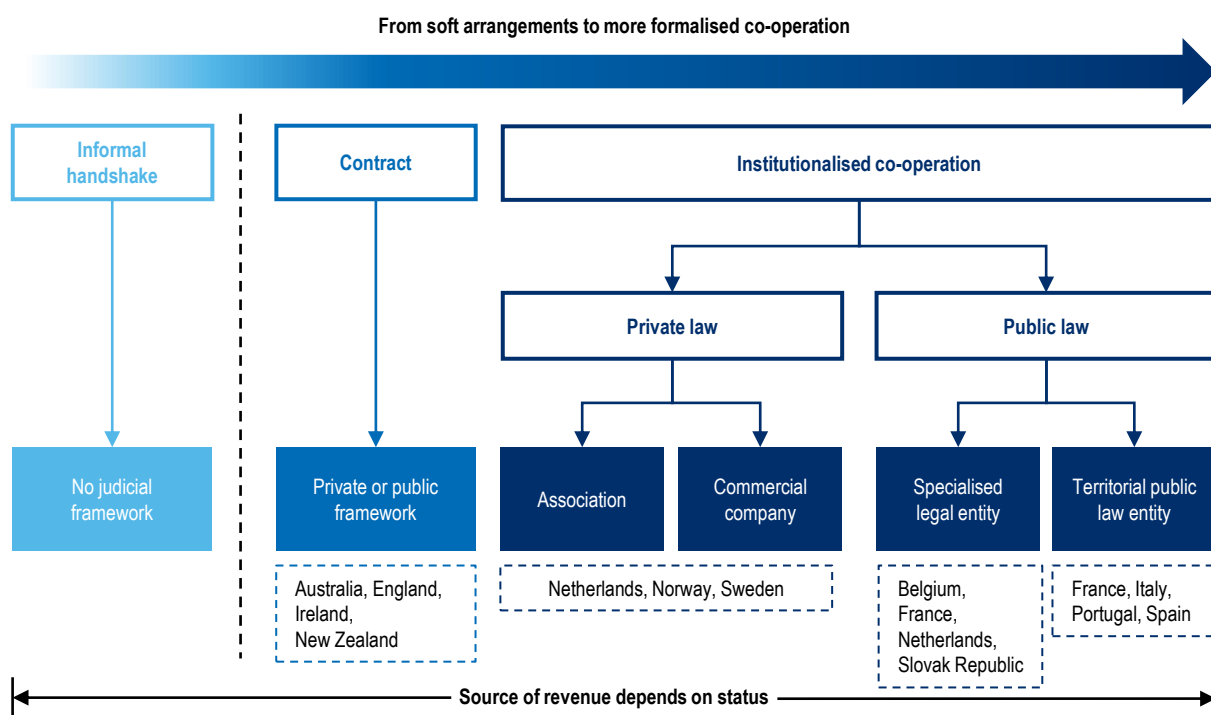 From soft arrangements to more formalised co-operation
Informal
handshake
Contract
Institutionalised co-operation
Private law
Public law
No judicial
framework
Private or public
framework
Association
Commercial
company
Specialised
legal entity
Territorial public
law entity
Australia, England,
Ireland,
New Zealand
Netherlands, Norway, Sweden
Belgium,
France,
Netherlands,
Slovak Republic
France, Italy,
Portugal, Spain
Source of revenue depends on status